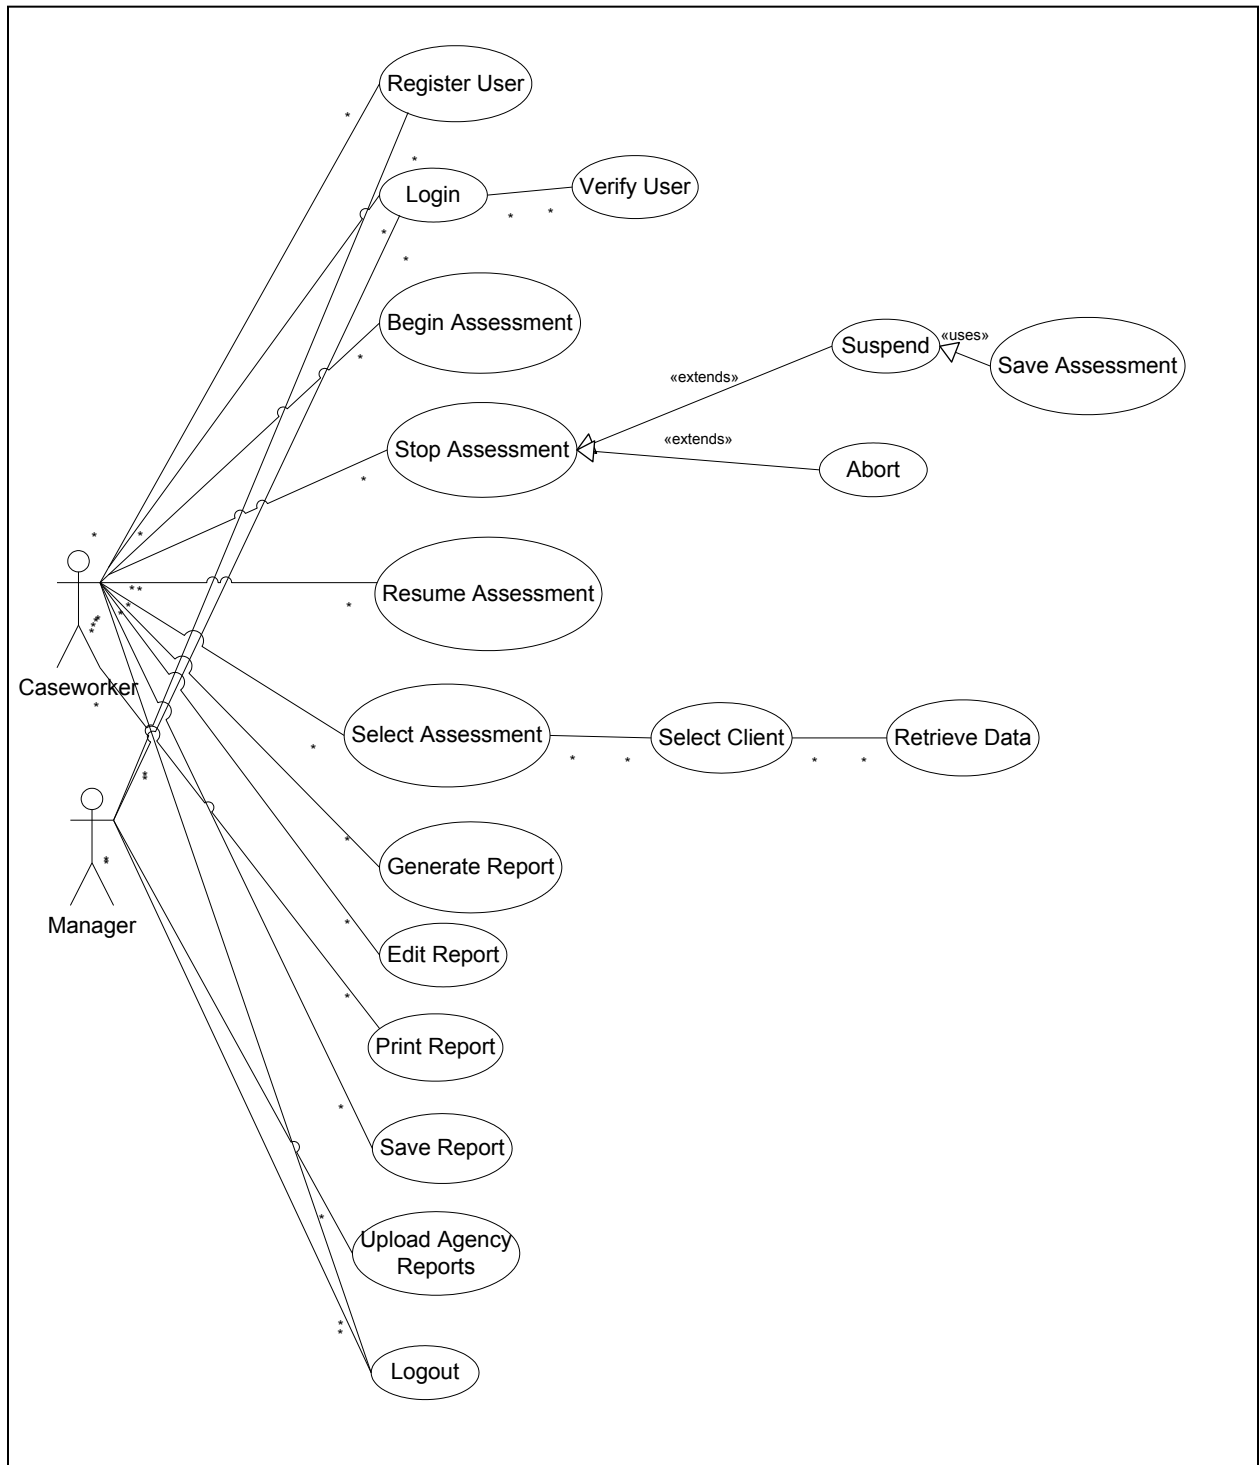 Register User
*
*
Login
Verify User
*
*
*
*
Begin Assessment
*
Suspend
«uses»
Save Assessment
«extends»
Stop Assessment
«extends»
Abort
*
*
*
Resume Assessment
*
*
*
*
*
*
*
*
*
Caseworker
*
Select Assessment
Select Client
Retrieve Data
*
*
*
*
*
*
*
Manager
*
*
*
Generate Report
*
Edit Report
*
Print Report
*
Save Report
*
Upload Agency
Reports
*
*
Logout